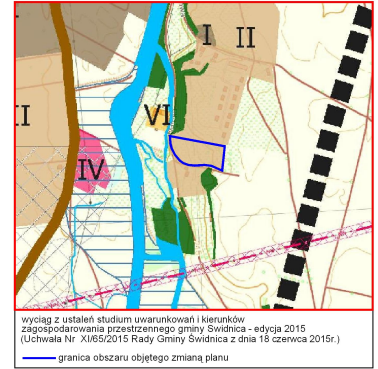 I
II
VI
II
IV
wyciąg z ustaleń studium uwarunkowań i kierunków
zagospodarowania przestrzennego gminy Świdnica - edycja 2015
(Uchwała Nr XI/65/2015 Rady Gminy Świdnica z dnia 18 czerwca 2015r.)
granica obszaru objętego zmianą planu